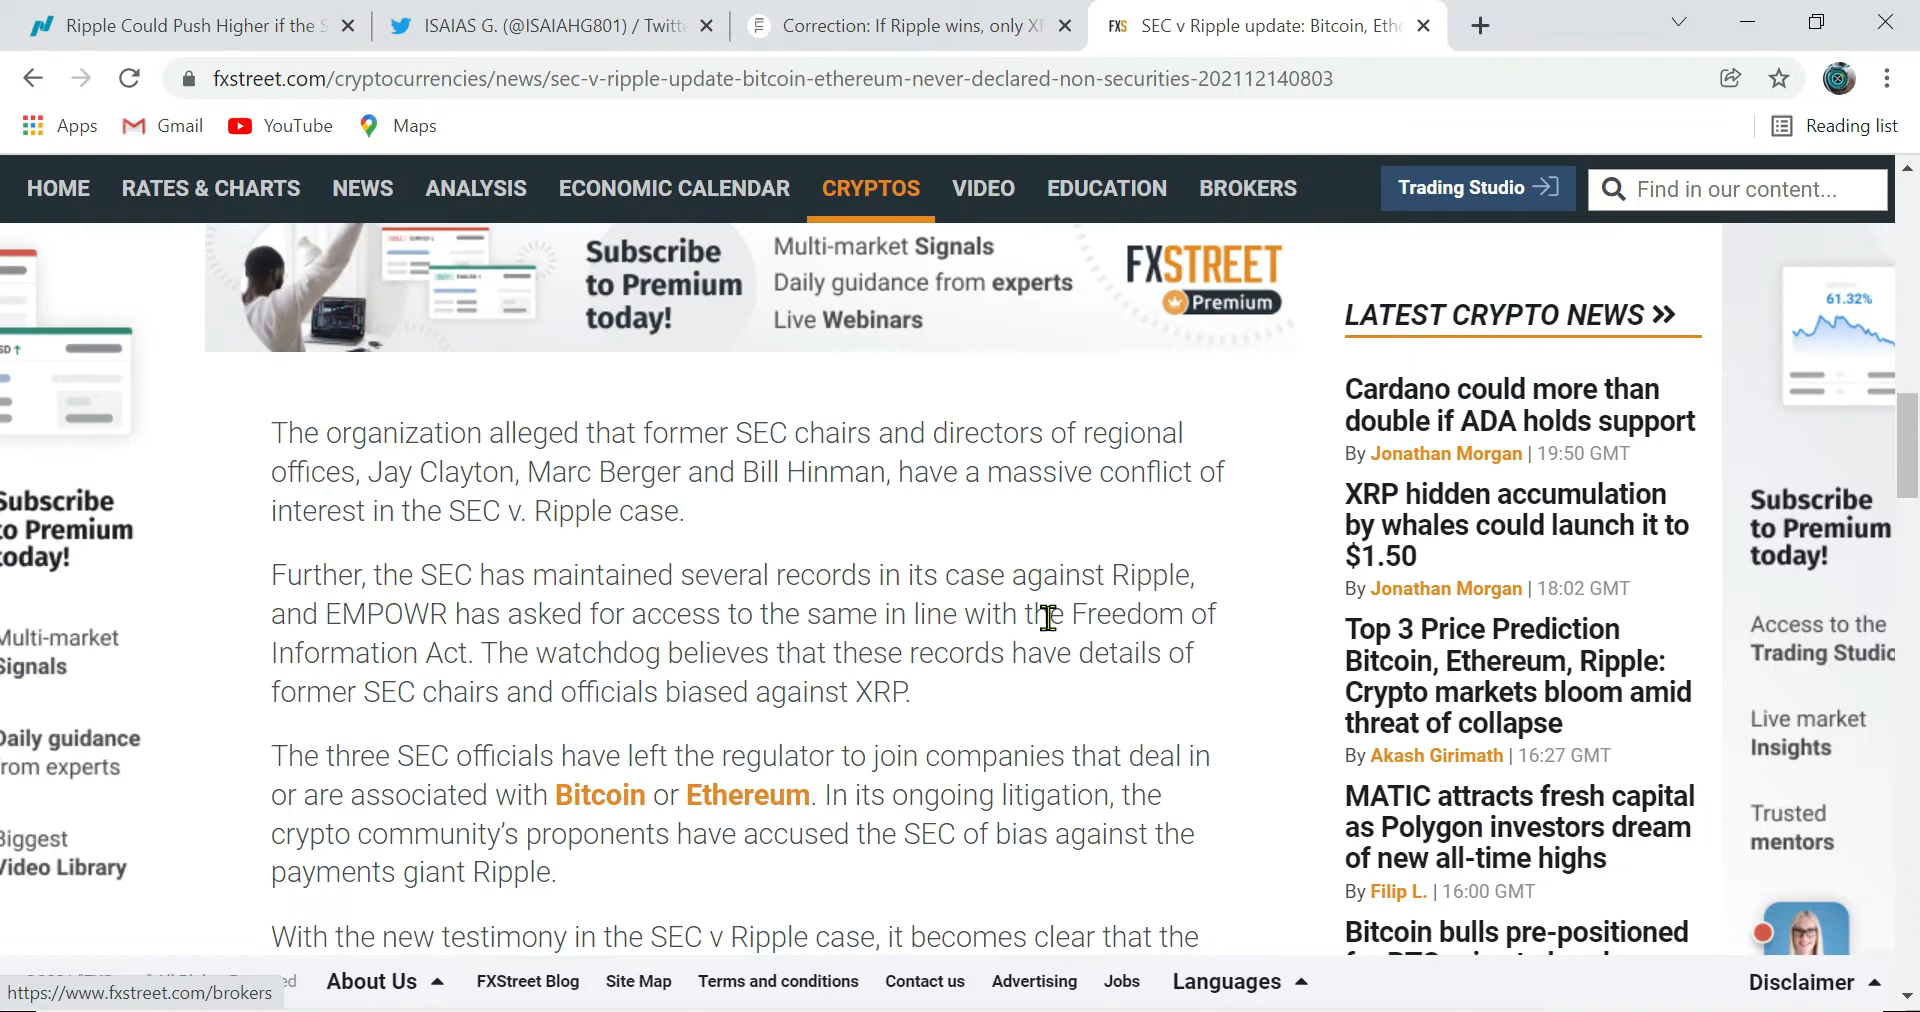 Ripple Could Push Higher if the S
ISAIAS G. (@ISAIAHG801) / Twitte
Correction: If Ripple wins, only XR
FXS SEC v Ripple update: Bitcoin, Ethe
fxstreet.com/cryptocurrencies/news/sec-v-ripple-update-bitcoin-ethereum-never-declared-non-securities-202112140803
Apps Gmail YouTube Maps Reading list
HOME RATES & CHARTS NEWS ANALYSIS ECONOMIC CALENDAR CRYPTOS VIDEO EDUCATION BROKERS Trading Studio Find in our content...
Subscribe
to Premium
today!
Multi-market Signals
Daily guidance from experts
Live Webinars
FXSTREET
Premium
The organization alleged that former SEC chairs and directors of regional
offices, Jay Clayton, Marc Berger and Bill Hinman, have a massive conflict of
interest in the SEC v. Ripple case.
Further, the SEC has maintained several records in its case against Ripple,
and EMPOWR has asked for access to the same in line with the Freedom of
Information Act. The watchdog believes that these records have details of
former SEC chairs and officials biased against XRP.
The three SEC officials have left the regulator to join companies that deal in
or are associated with Bitcoin or Ethereum. In its ongoing litigation, the
crypto community's proponents have accused the SEC of bias against the
payments giant Ripple.
With the new testimony in the SEC v Ripple case, it becomes clear that the
LATEST CRYPTO NEWS
Cardano could more than
double if ADA holds support
By Jonathan Morgan | 19:50 GMT
XRP hidden accumulation
by whales could launch it to
$1.50
By Jonathan Morgan | 18:02 GMT
Top 3 Price Prediction
Bitcoin, Ethereum, Ripple:
Crypto markets bloom amid
threat of collapse
By Akash Girimath | 16:27 GMT
MATIC attracts fresh capital
as Polygon investors dream
of new all-time highs
By Filip L. | 16:00 GMT
Bitcoin bulls pre-positioned
SD
Subscribe
to Premium
today!
Multi-market
Signals
Daily guidance
from experts
Biggest
Video Library
61.32%
Subscribe
to Premium
today!
Access to the
Trading Studio
Live market
Insights
Trusted
mentors
About Us FXStreet Blog Site Map Terms and conditions Contact us Advertising Jobs Languages Disclaimer
https://www.fxstreet.com/brokers